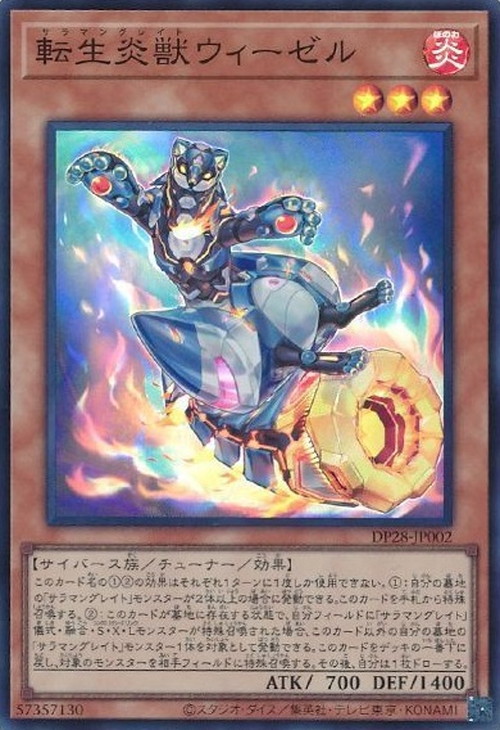 サラマングレイト
転生炎獣ウィーゼル
ほのお
炎
DP28-JP002
【サイバース族/チューナー/効果】
このカード名の①②の効果はそれぞれ1ターンに1度しか使用できない。①:自分の墓地
の「サラマングレイト」モンスターが2体以上の場合に発動できる。このカードを手札から特殊
召喚する。②:このカードが墓地に存在する状態で、自分フィールドに「サラマングレイト」
儀式・融合・S・X・Lモンスターが特殊召喚された場合、このカード以外の自分の墓地の
「サラマングレイト」モンスター1体を対象として発動できる。このカードをデッキの一番下に
戻し、対象のモンスターを相手フィールドに特殊召喚する。その後、自分は1枚ドローする。
ATK/ 700 DEF/1400
57357130
©スタジオ・ダイス/集英社・テレビ東京・KONAMI